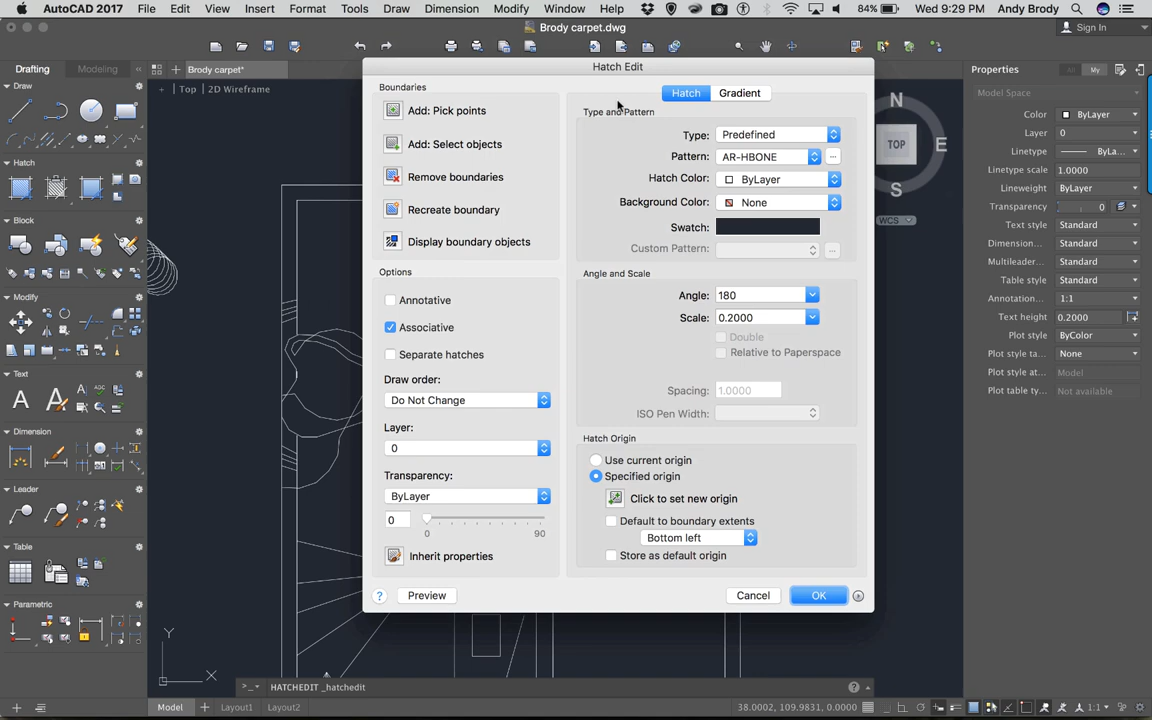 AutoCAD 2017 File Edit View Insert Format Tools Draw Dimension Modify Window Help 84% Wed 9:29 PM Andy Brody
Brody carpet.dwg
Sign In
Drafting Modeling « Brody carpet*
Properties All My
+ Top 2D Wireframe
Model Space
Draw
Hatch
Block
Modify
Text
Dimension
Leader
Table
Parametric
Hatch Edit
Boundaries
Add: Pick points
Add: Select objects
Remove boundaries
Recreate boundary
Display boundary objects
Options
Annotative
Associative
Separate hatches
Draw order:
Do Not Change
Layer:
0
Transparency:
ByLayer
0
0 90
Inherit properties
Hatch Gradient
Type and Pattern
Type: Predefined
Pattern: AR-HBONE ...
Hatch Color: ByLayer
Background Color: None
Swatch:
Custom Pattern: ...
Angle and Scale
Angle: 180
Scale: 0.2000
Double
Relative to Paperspace
Spacing: 1.0000
ISO Pen Width:
Hatch Origin
Use current origin
Specified origin
Click to set new origin
Default to boundary extents
Bottom left
Store as default origin
? Preview Cancel OK
N
TOP E
S
WCS
Color ByLayer
Layer 0
Linetype ByLa...
Linetype scale 1.0000
Lineweight ByLayer
Transparency 0
Text style Standard
Dimension... Standard
Multileader... Standard
Table style Standard
Annotation... 1:1
Text height 0.2000
Plot style ByColor
Plot style ta... None
Plot style at... Model
Plot table ty... Not available
Y
X
>_ HATCHEDIT _hatchedit ?
Model + Layout1 Layout2 38.0002, 109.9831, 0.0000 1:1